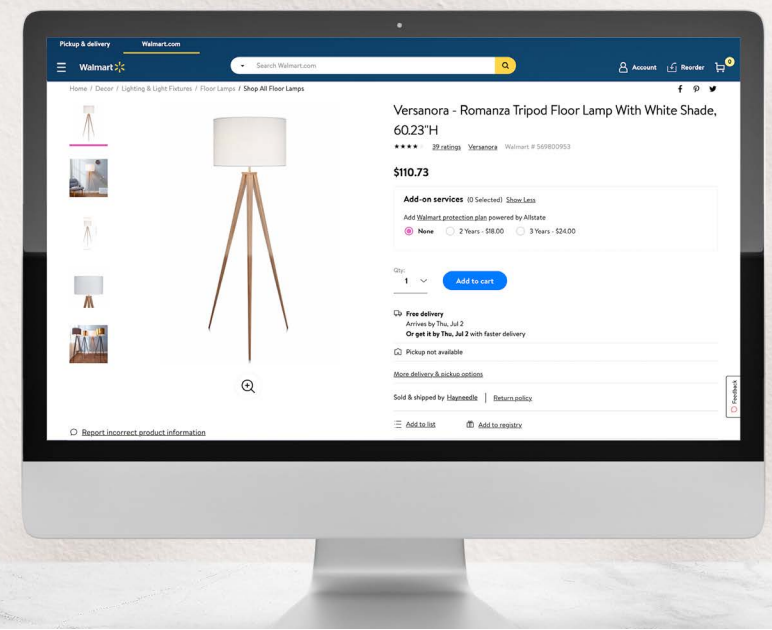 Pickup & delivery Walmart.com
Walmart Search Walmart.com Account Reorder 0
Home / Decor / Lighting & Light Fixtures / Floor Lamps / Shop All Floor Lamps
Versanora - Romanza Tripod Floor Lamp With White Shade,
60.23"H
39 ratings Versanora Walmart # 569800953
$110.73
Add-on services (0 Selected) Show Less
Add Walmart protection plan powered by Allstate
None 2 Years - $18.00 3 Years - $24.00
Qty:
1 Add to cart
Free delivery
Arrives by Thu, Jul 2
Or get it by Thu, Jul 2 with faster delivery
Pickup not available
More delivery & pickup options
Sold & shipped by Hayneedle | Return policy
Feedback
Add to list Add to registry
Report incorrect product information